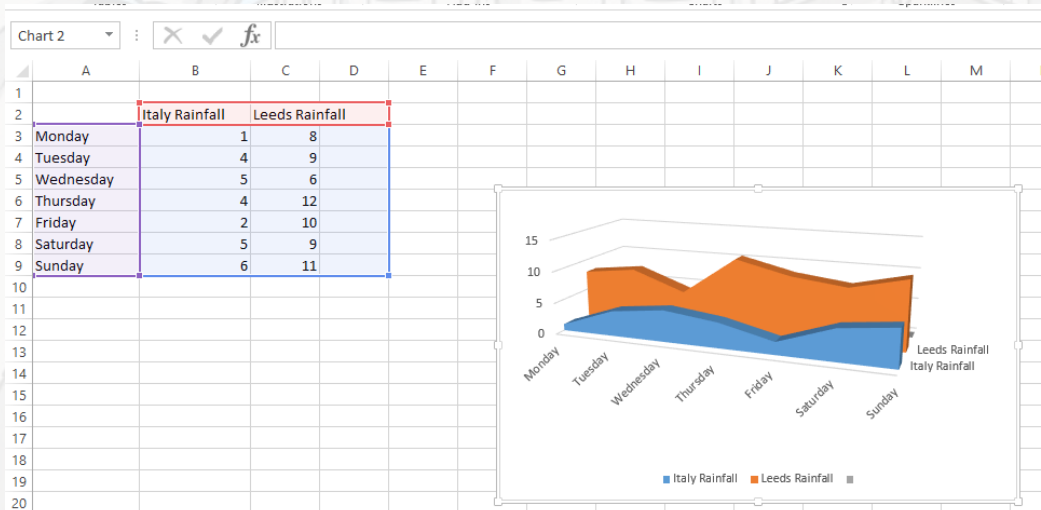 Chart 2 fx
A B C D E F G H I J K L M
1
2 Italy Rainfall Leeds Rainfall
3 Monday 1 8
4 Tuesday 4 9
5 Wednesday 5 6
6 Thursday 4 12
7 Friday 2 10
8 Saturday 5 9
9 Sunday 6 11
10
11
12
13
14
15
16
17
18
19
20
15
10
5
0
Monday Tuesday Wednesday Thursday Friday Saturday Sunday
Leeds Rainfall
Italy Rainfall
Italy Rainfall Leeds Rainfall